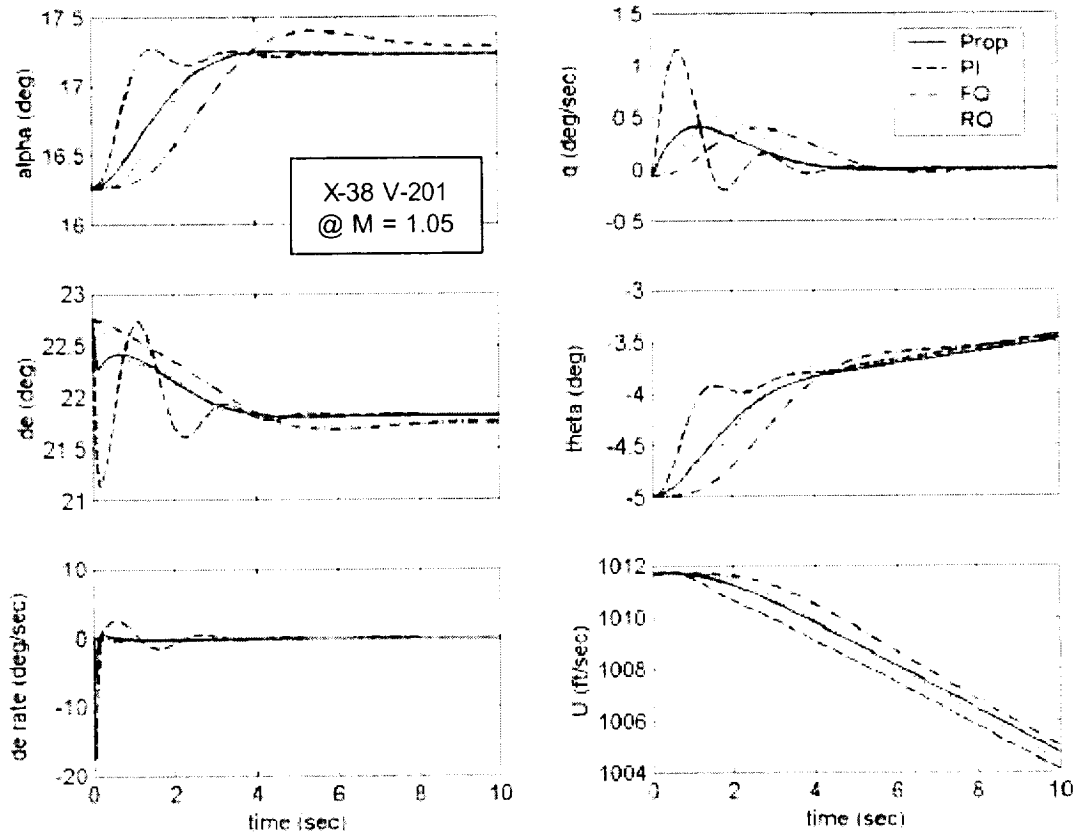 17.5
17
16.5
16
alpha (deg)
X-38 V-201
@ M = 1.05
1.5
1
0.5
0
-0.5
q (deg/sec)
Prop
PI
FQ
RQ
23
22.5
22
21.5
21
de (deg)
-3
-3.5
-4
-4.5
-5
theta (deg)
10
0
-10
-20
de rate (deg/sec)
0 2 4 6 8 10
time (sec)
1012
1010
1008
1006
1004
U (ft/sec)
0 2 4 6 8 10
time (sec)